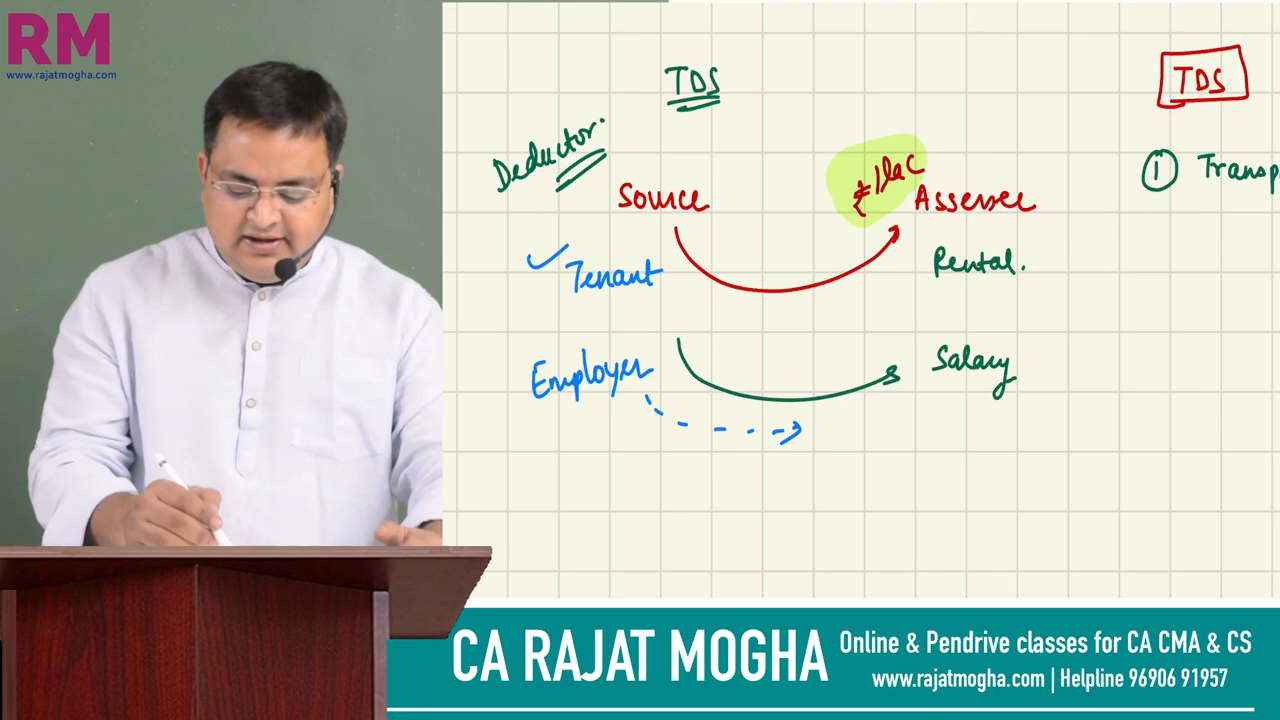 RM
www.rajatmogha.com
TDS
TDS
Deductor.
① Transp
₹1lac
Source
Assessee
Tenant
Rental.
Employer
Salary
CA RAJAT MOGHA
Online & Pendrive classes for CA CMA & CS
www.rajatmogha.com | Helpline 96906 91957